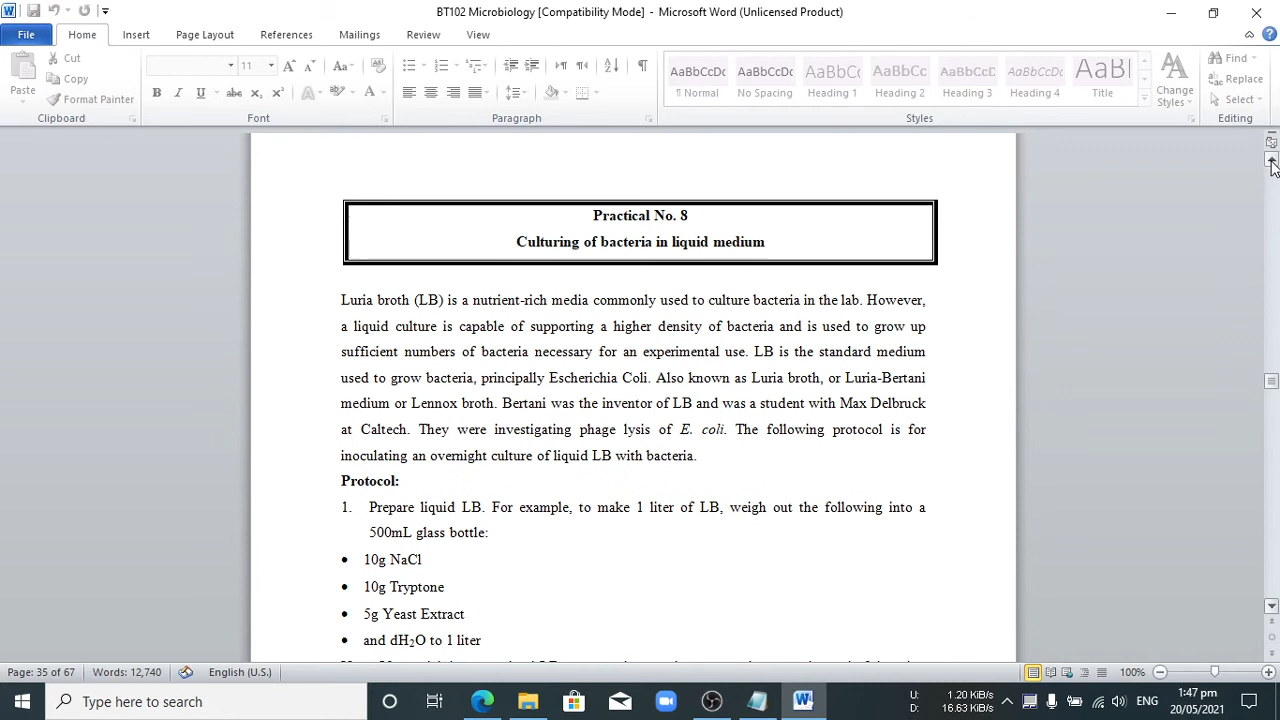 BT102 Microbiology [Compatibility Mode] - Microsoft Word (Unlicensed Product)
File Home Insert Page Layout References Mailings Review View
Paste
Cut
Copy
Format Painter
Clipboard
11
Font
Paragraph
AaBbCcDc AaBbCcDc AaBbC AaBbCc AaBbCcD AaBbCcD AaB
¶ Normal No Spacing Heading 1 Heading 2 Heading 3 Heading 4 Title
Change Styles
Styles
Find
Replace
Select
Editing
Practical No. 8
Culturing of bacteria in liquid medium
Luria broth (LB) is a nutrient-rich media commonly used to culture bacteria in the lab. However,
a liquid culture is capable of supporting a higher density of bacteria and is used to grow up
sufficient numbers of bacteria necessary for an experimental use. LB is the standard medium
used to grow bacteria, principally Escherichia Coli. Also known as Luria broth, or Luria-Bertani
medium or Lennox broth. Bertani was the inventor of LB and was a student with Max Delbruck
at Caltech. They were investigating phage lysis of E. coli. The following protocol is for
inoculating an overnight culture of liquid LB with bacteria.
Protocol:
1. Prepare liquid LB. For example, to make 1 liter of LB, weigh out the following into a
500mL glass bottle:
• 10g NaCl
• 10g Tryptone
• 5g Yeast Extract
• and dH2O to 1 liter
Page: 35 of 67 Words: 12,740 English (U.S.) 100%
Type here to search
U: 1.20 KiB/s
D: 16.63 KiB/s
ENG
1:47 pm
20/05/2021